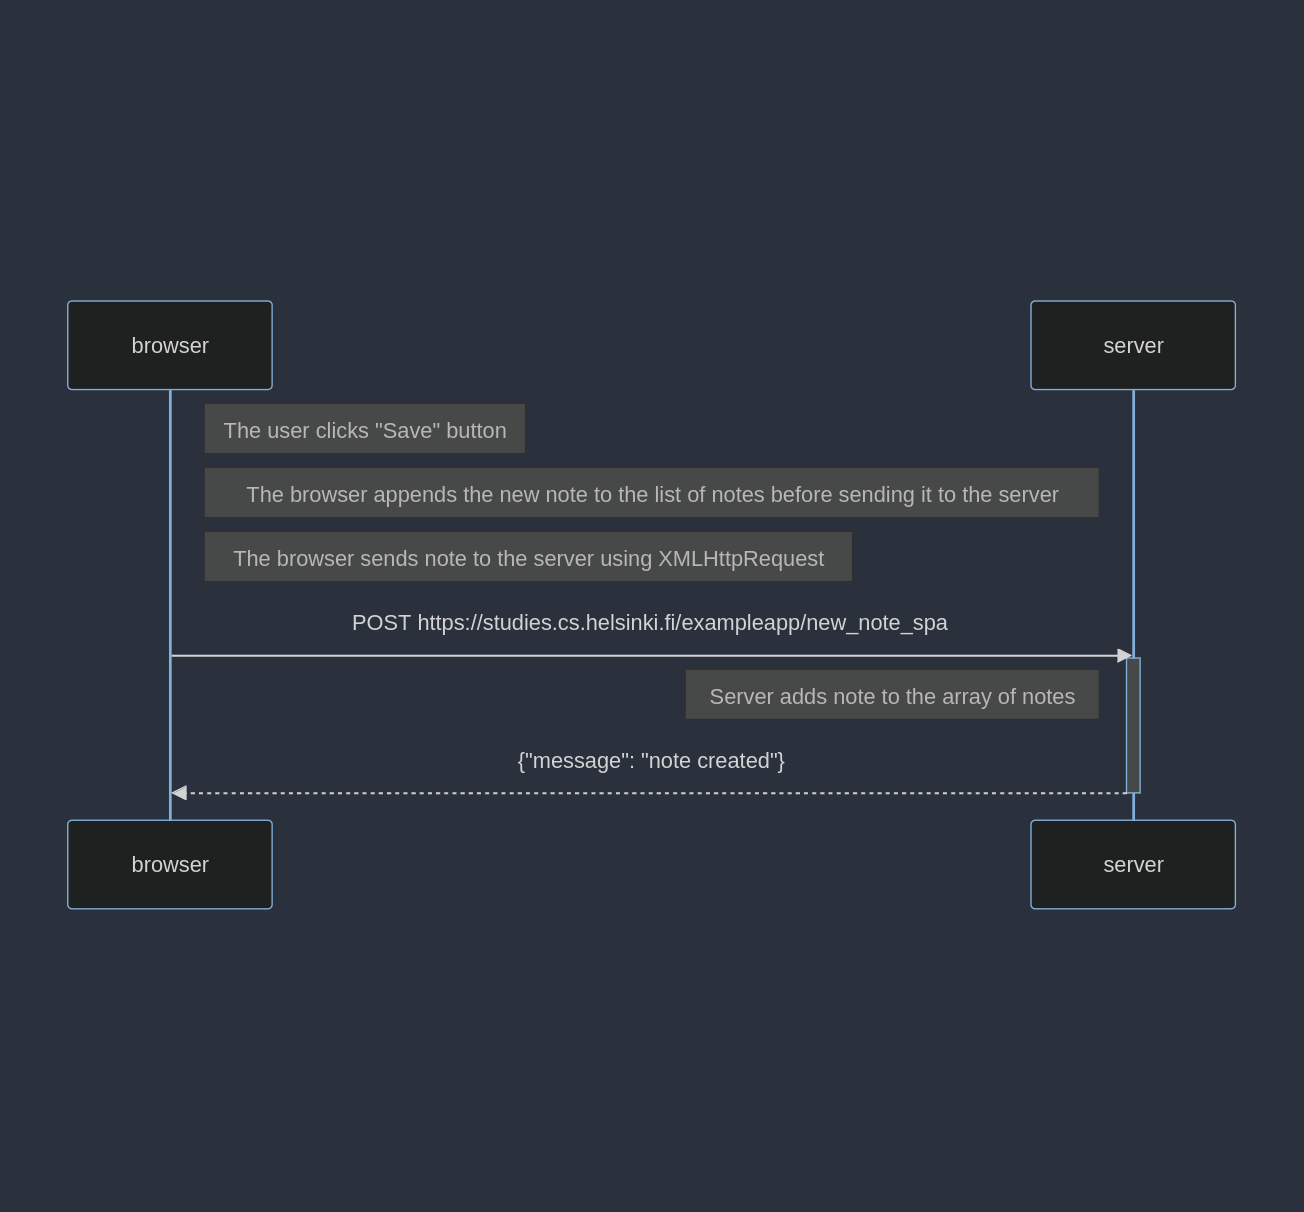 browser
server
The user clicks "Save" button
The browser appends the new note to the list of notes before sending it to the server
The browser sends note to the server using XMLHttpRequest
POST https://studies.cs.helsinki.fi/exampleapp/new_note_spa
Server adds note to the array of notes
{"message": "note created"}
browser
server